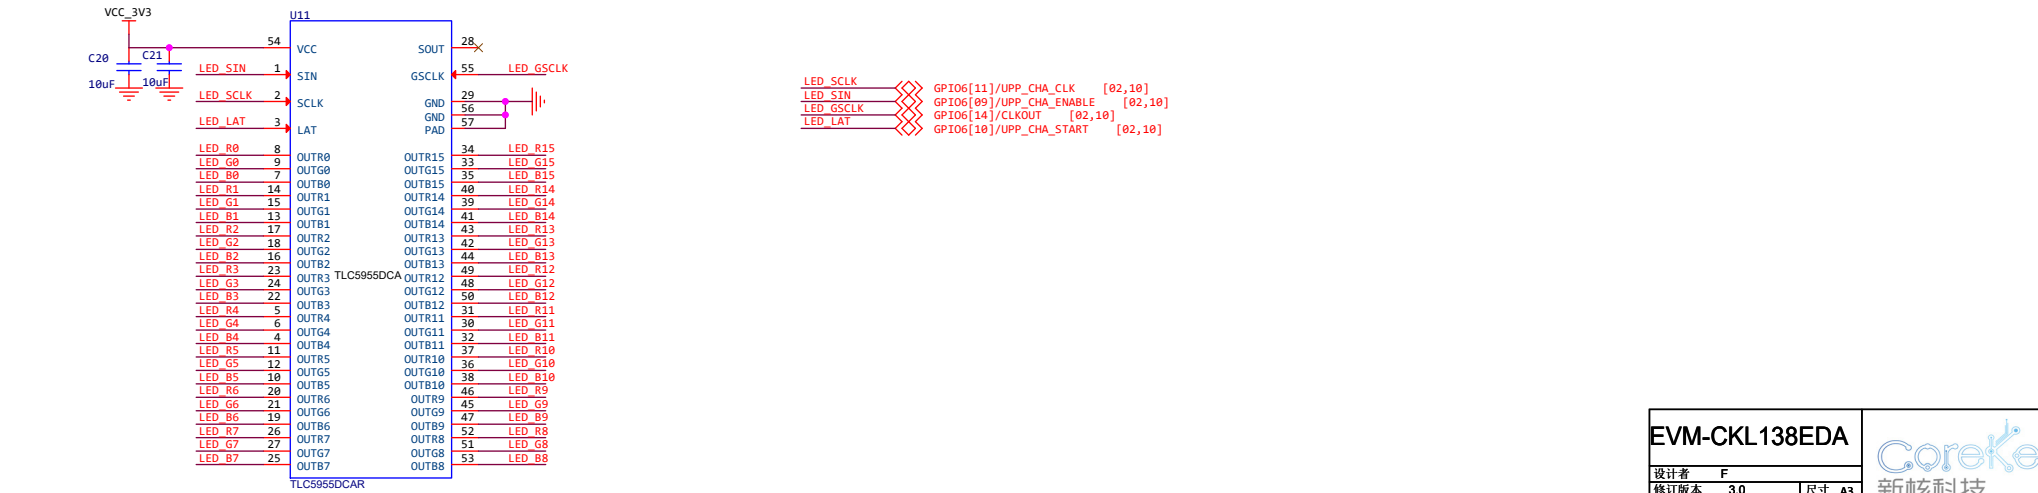 VCC_3V3
C20
10uF
C21
10uF
U11
54 VCC SOUT 28
LED_SIN 1 SIN GSCLK 55 LED_GSCLK
LED_SCLK 2 SCLK GND 29
GND 56
LED_LAT 3 LAT PAD 57
LED_R0 8 OUTR0 OUTR15 34 LED_R15
LED_G0 9 OUTG0 OUTG15 33 LED_G15
LED_B0 7 OUTB0 OUTB15 35 LED_B15
LED_R1 14 OUTR1 OUTR14 40 LED_R14
LED_G1 15 OUTG1 OUTG14 39 LED_G14
LED_B1 13 OUTB1 OUTB14 41 LED_B14
LED_R2 17 OUTR2 OUTR13 43 LED_R13
LED_G2 18 OUTG2 OUTG13 42 LED_G13
LED_B2 16 OUTB2 OUTB13 44 LED_B13
LED_R3 23 OUTR3 TLC5955DCA OUTR12 49 LED_R12
LED_G3 24 OUTG3 OUTG12 48 LED_G12
LED_B3 22 OUTB3 OUTB12 50 LED_B12
LED_R4 5 OUTR4 OUTR11 31 LED_R11
LED_G4 6 OUTG4 OUTG11 30 LED_G11
LED_B4 4 OUTB4 OUTB11 32 LED_B11
LED_R5 11 OUTR5 OUTR10 37 LED_R10
LED_G5 12 OUTG5 OUTG10 36 LED_G10
LED_B5 10 OUTB5 OUTB10 38 LED_B10
LED_R6 20 OUTR6 OUTR9 46 LED_R9
LED_G6 21 OUTG6 OUTG9 45 LED_G9
LED_B6 19 OUTB6 OUTB9 47 LED_B9
LED_R7 26 OUTR7 OUTR8 52 LED_R8
LED_G7 27 OUTG7 OUTG8 51 LED_G8
LED_B7 25 OUTB7 OUTB8 53 LED_B8
TLC5955DCAR
LED_SCLK GPIO6[11]/UPP_CHA_CLK [02,10]
LED_SIN GPIO6[09]/UPP_CHA_ENABLE [02,10]
LED_GSCLK GPIO6[14]/CLKOUT [02,10]
LED_LAT GPIO6[10]/UPP_CHA_START [02,10]
EVM-CKL138EDA
设计者 F
修订版本 3.0 尺寸 A3
CoreKe
新核科技